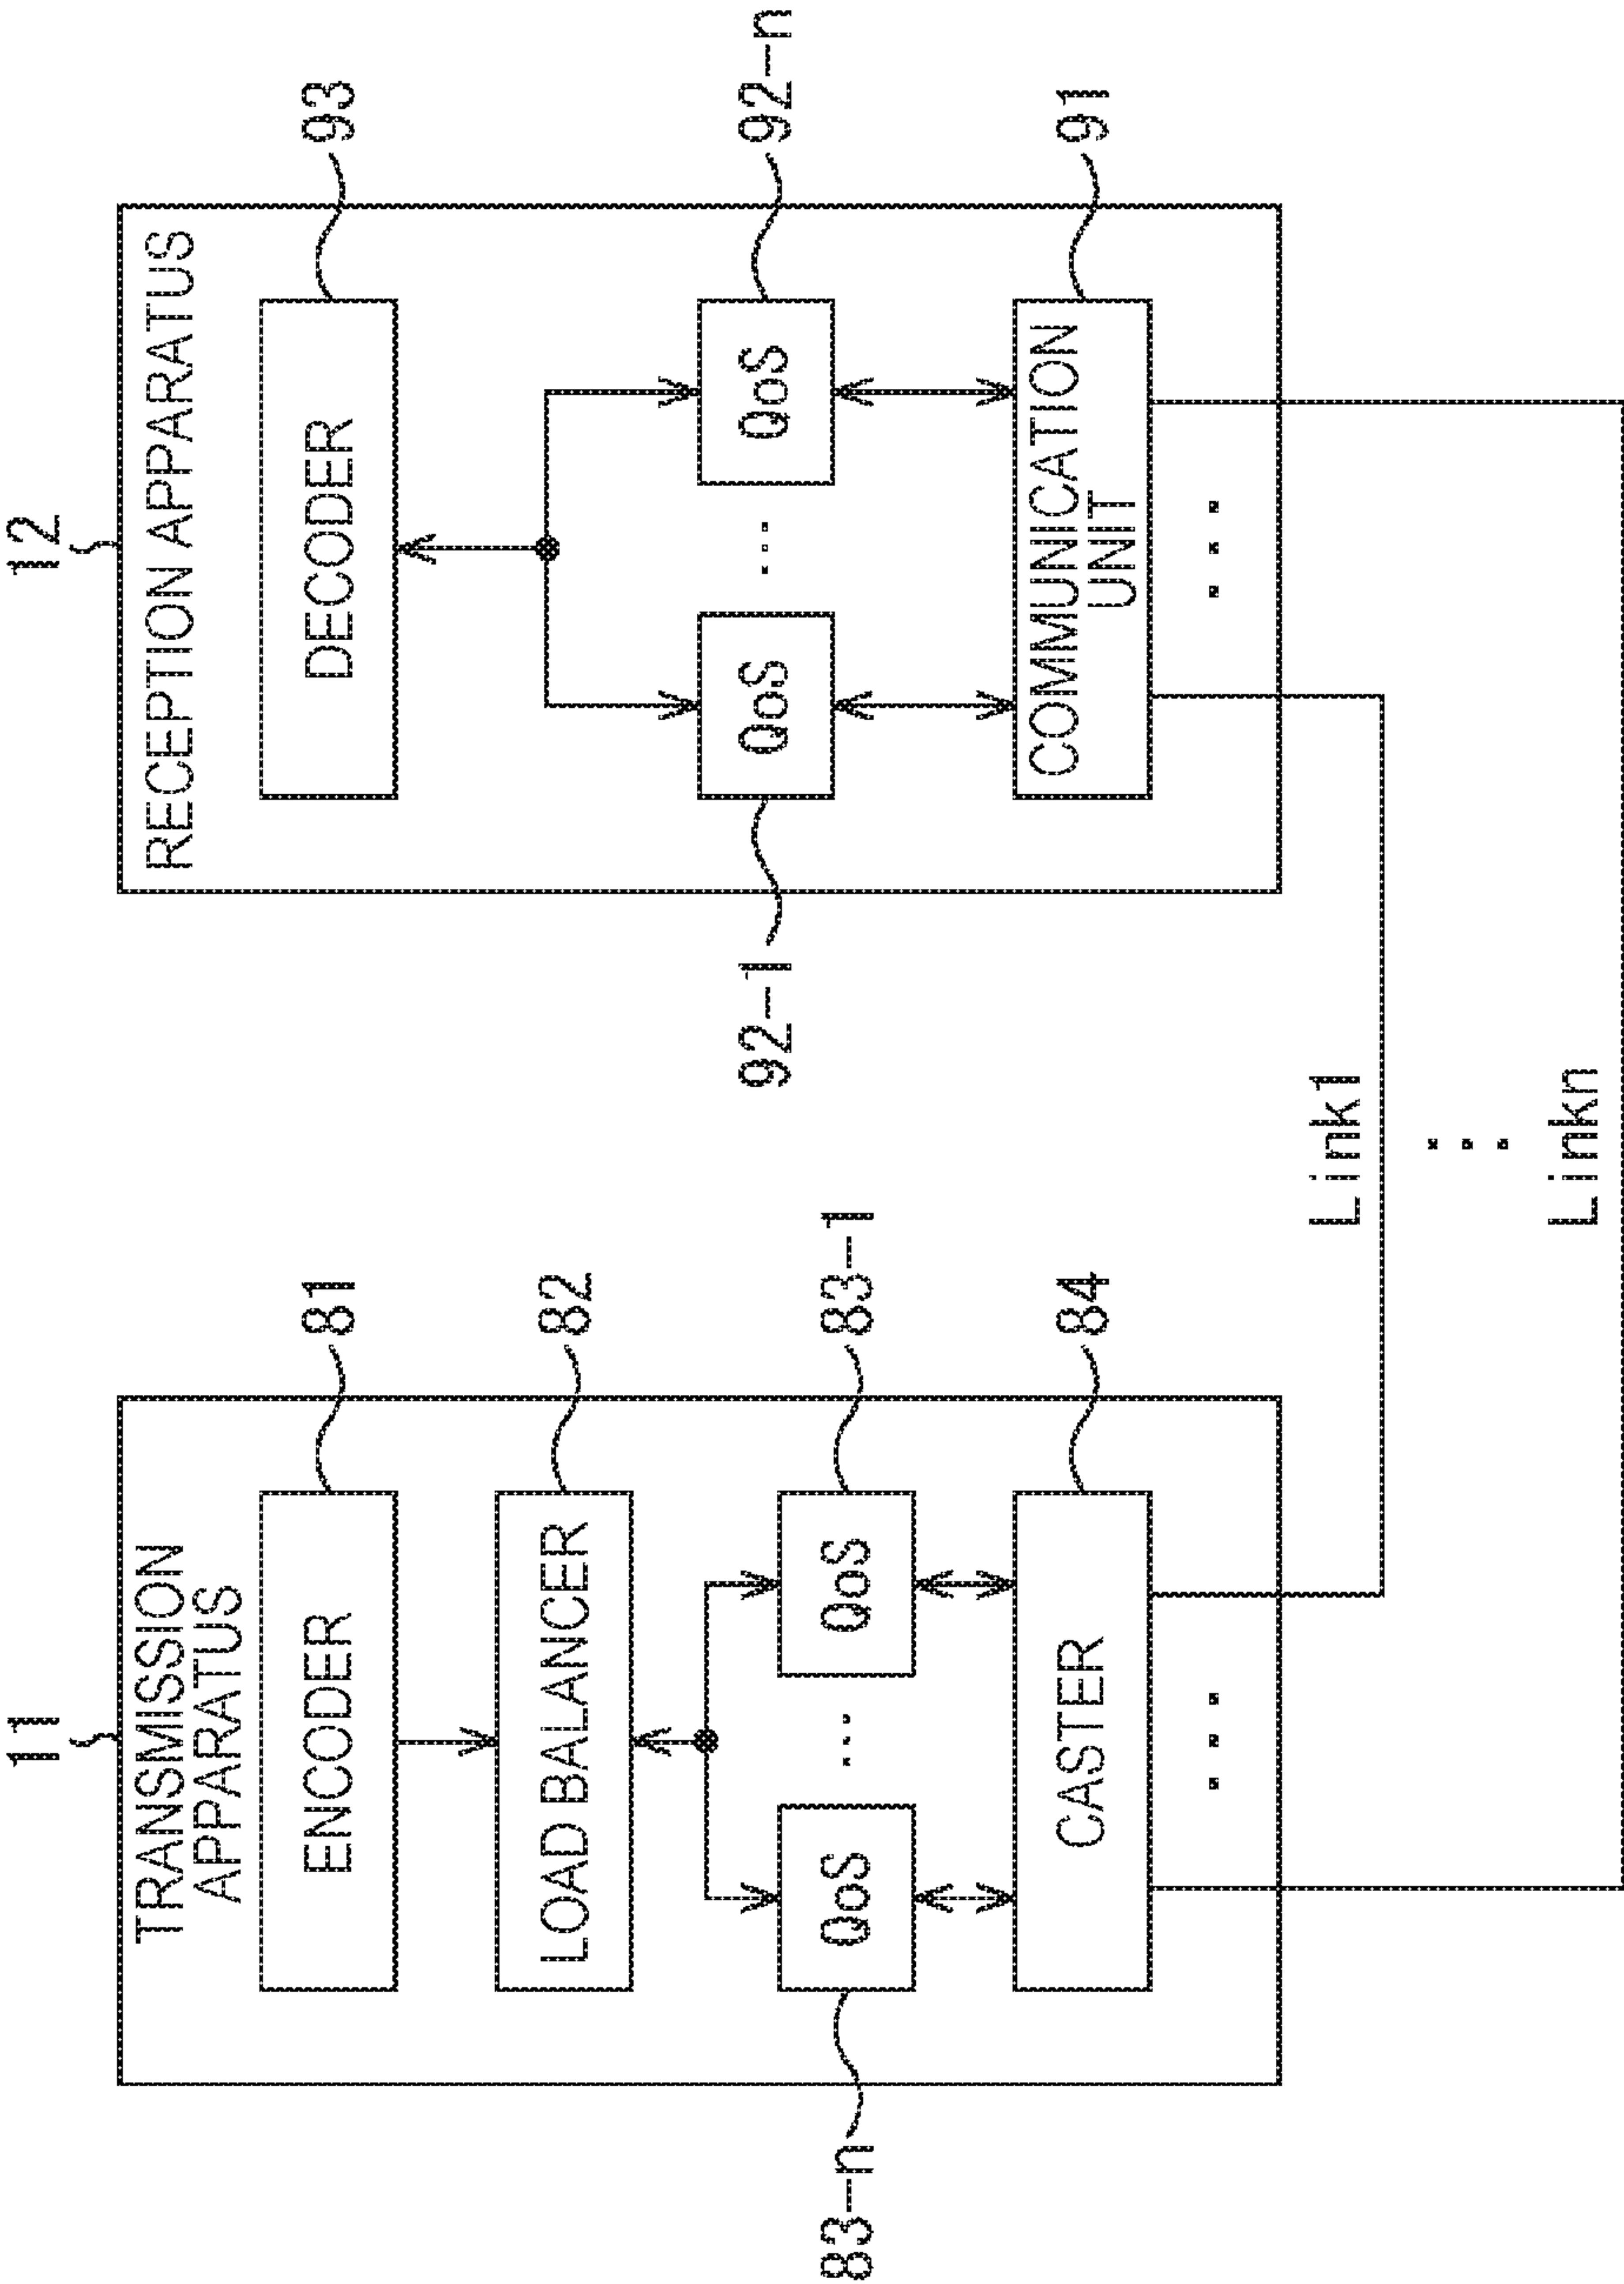 11
TRANSMISSION
APPARATUS
ENCODER
81
LOAD BALANCER
82
QoS
...
QoS
83-n
83-1
CASTER
84
...
12
RECEPTION APPARATUS
DECODER
93
QoS
...
QoS
92-1
92-n
COMMUNICATION
UNIT
91
...
Link1
...
Linkn